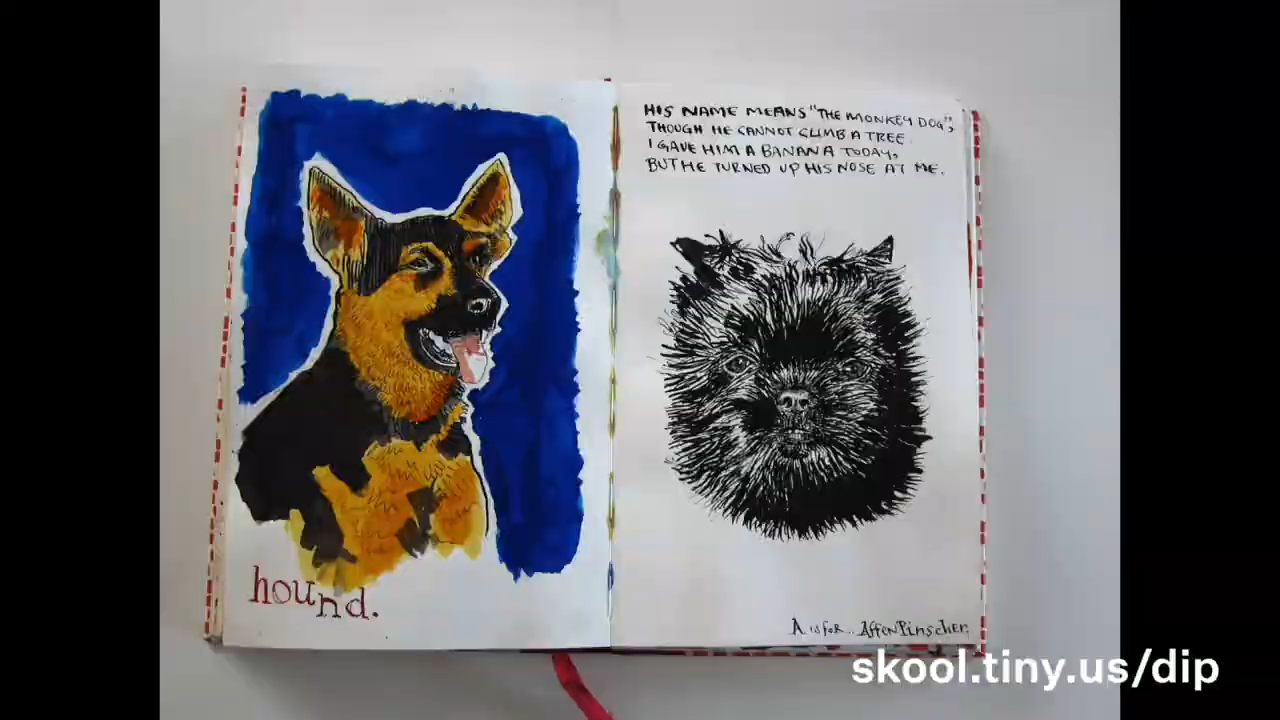 hound.
HIS NAME MEANS "THE MONKEY DOG",
THOUGH HE CANNOT CLIMB A TREE.
I GAVE HIM A BANANA TODAY,
BUT HE TURNED UP HIS NOSE AT ME.
A is for... AffenPinscher.
skool.tiny.us/dip